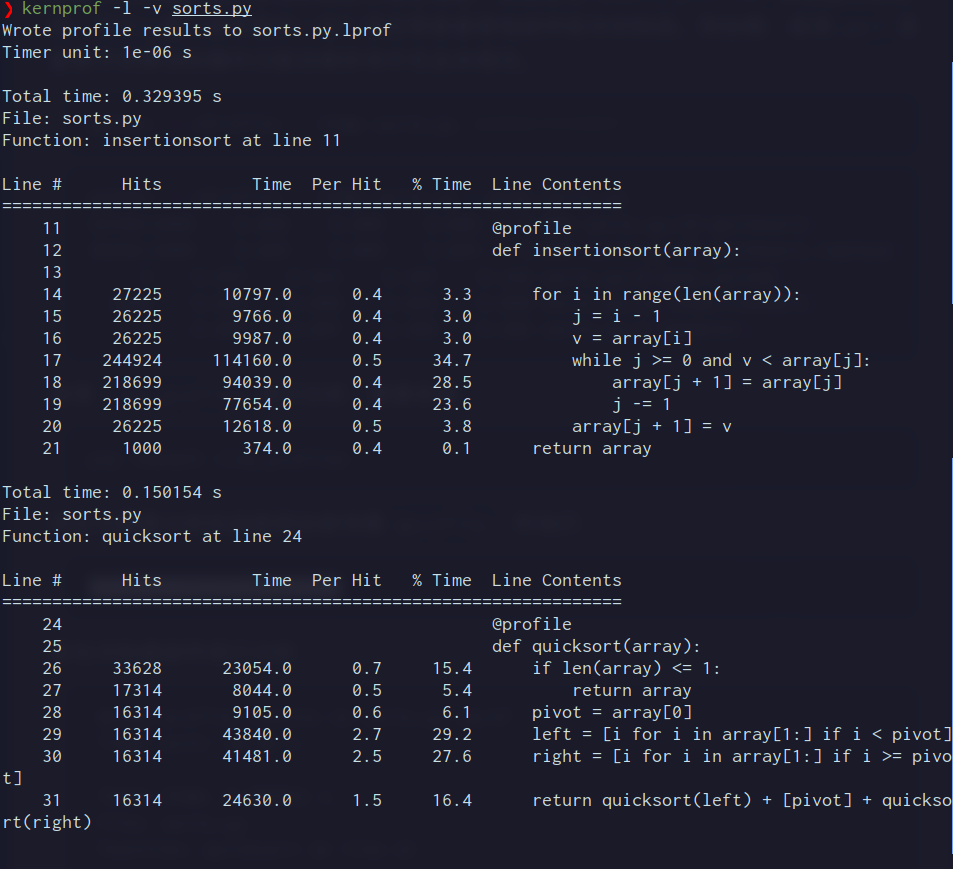 ❯ kernprof -l -v sorts.py
Wrote profile results to sorts.py.lprof
Timer unit: 1e-06 s

Total time: 0.329395 s
File: sorts.py
Function: insertionsort at line 11

Line #      Hits         Time  Per Hit   % Time  Line Contents
==============================================================
    11                                           @profile
    12                                           def insertionsort(array):
    13
    14     27225      10797.0      0.4      3.3      for i in range(len(array)):
    15     26225       9766.0      0.4      3.0          j = i - 1
    16     26225       9987.0      0.4      3.0          v = array[i]
    17    244924     114160.0      0.5     34.7          while j >= 0 and v < array[j]:
    18    218699      94039.0      0.4     28.5              array[j + 1] = array[j]
    19    218699      77654.0      0.4     23.6              j -= 1
    20     26225      12618.0      0.5      3.8          array[j + 1] = v
    21      1000        374.0      0.4      0.1      return array

Total time: 0.150154 s
File: sorts.py
Function: quicksort at line 24

Line #      Hits         Time  Per Hit   % Time  Line Contents
==============================================================
    24                                           @profile
    25                                           def quicksort(array):
    26     33628      23054.0      0.7     15.4      if len(array) <= 1:
    27     17314       8044.0      0.5      5.4          return array
    28     16314       9105.0      0.6      6.1      pivot = array[0]
    29     16314      43840.0      2.7     29.2      left = [i for i in array[1:] if i < pivot]
    30     16314      41481.0      2.5     27.6      right = [i for i in array[1:] if i >= pivo
t]
    31     16314      24630.0      1.5     16.4      return quicksort(left) + [pivot] + quickso
rt(right)